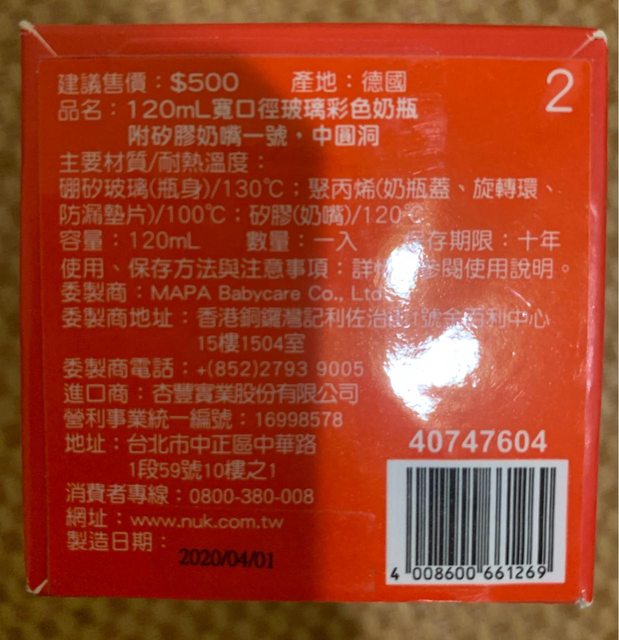 建議售價：$500　產地：德國
2
品名：120mL寬口徑玻璃彩色奶瓶
附矽膠奶嘴一號，中圓洞
主要材質/耐熱溫度：
硼矽玻璃(瓶身)/130℃；聚丙烯(奶瓶蓋、旋轉環、
防漏墊片)/100℃；矽膠(奶嘴)/120℃
容量：120mL　數量：一入　保存期限：十年
使用、保存方法與注意事項：詳 參閱使用說明。
委製商：MAPA Babycare Co., Ltd.
委製商地址：香港銅鑼灣記利佐治 1號金百利中心
15樓1504室
委製商電話：+(852)2793 9005
進口商：杏豐實業股份有限公司
營利事業統一編號：16998578
地址：台北市中正區中華路
1段59號10樓之1
消費者專線：0800-380-008
網址：www.nuk.com.tw
製造日期：2020/04/01
40747604
4 008600 661269